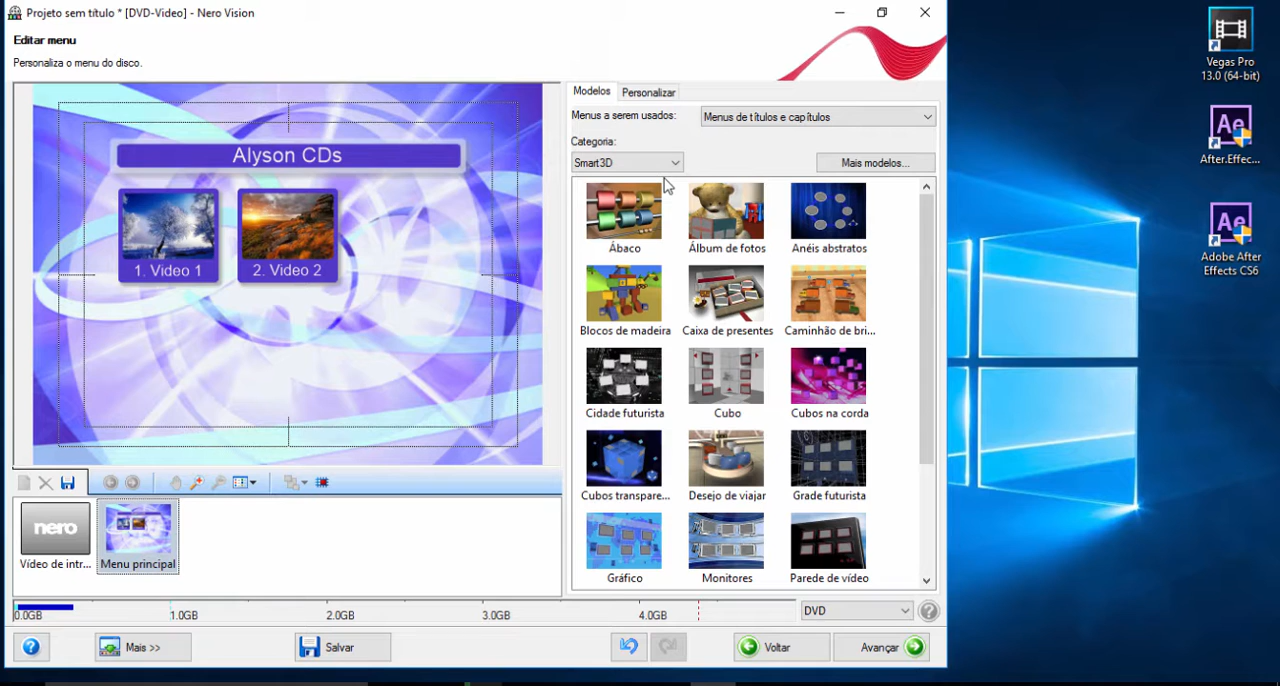 Projeto sem título * [DVD-Video] - Nero Vision
Editar menu
Personaliza o menu do disco.
Alyson CDs
1. Video 1
2. Video 2
Modelos
Personalizar
Menus a serem usados:
Menus de títulos e capítulos
Categoria:
Smart3D
Mais modelos...
Ábaco
Álbum de fotos
Anéis abstratos
Blocos de madeira
Caixa de presentes
Caminhão de bri...
Cidade futurista
Cubo
Cubos na corda
Cubos transpare...
Desejo de viajar
Grade futurista
Gráfico
Monitores
Parede de vídeo
nero
Vídeo de intr...
Menu principal
0.0GB
1.0GB
2.0GB
3.0GB
4.0GB
DVD
?
?
Mais >>
Salvar
Voltar
Avançar
Vegas Pro
13.0 (64-bit)
Ae
After.Effec...
Ae
Adobe After
Effects CS6